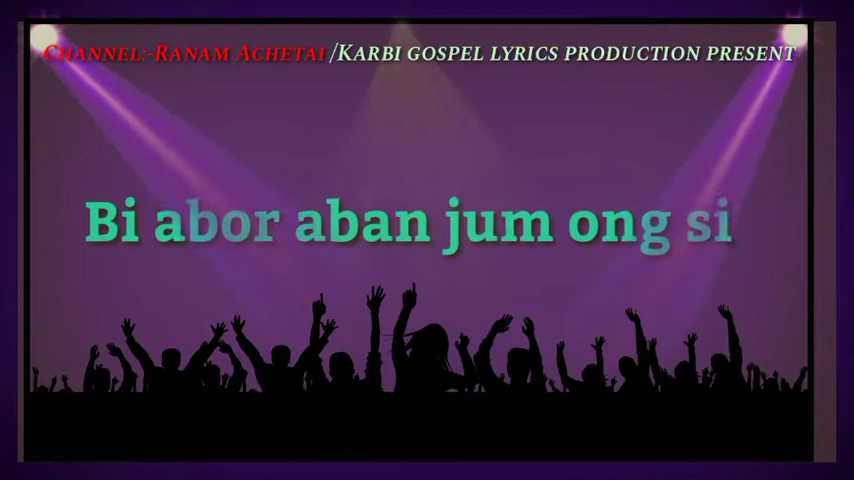 CHANNEL:-RANAM ACHETAI /KARBI GOSPEL LYRICS PRODUCTION PRESENT
Bi abor aban jum ong si